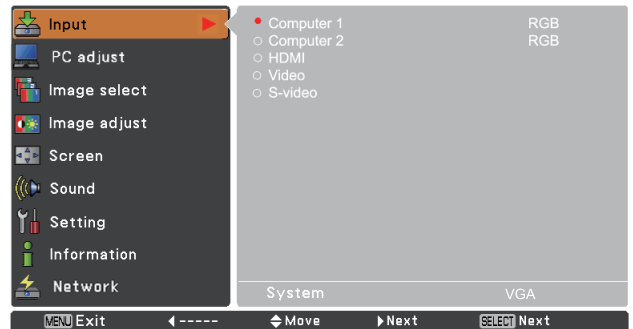 Input
PC adjust
Image select
Image adjust
Screen
Sound
Setting
Information
Network
Computer 1 RGB
Computer 2 RGB
HDMI
Video
S-video
System VGA
MENU Exit ----- Move Next SELECT Next